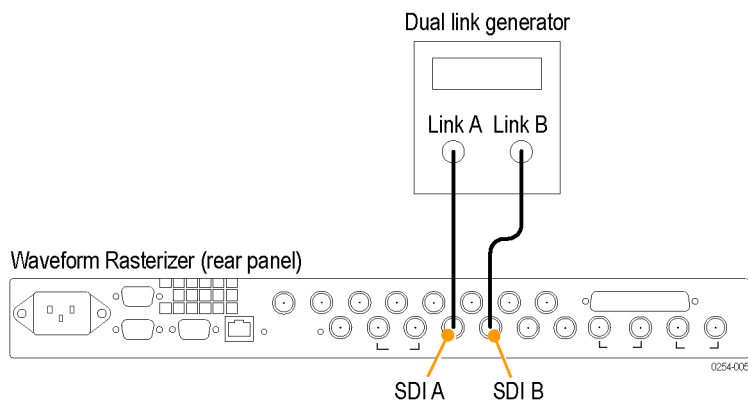 Dual link generator
Link A Link B
Waveform Rasterizer (rear panel)
0254-005
SDI A SDI B